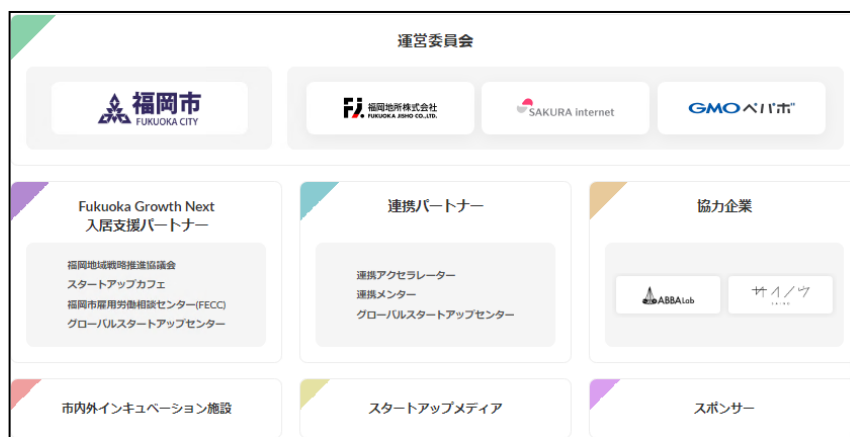 運営委員会
福岡市
FUKUOKA CITY
福岡地所株式会社
FUKUOKA JISHO CO.,LTD.
SAKURA internet
GMOペパボ
Fukuoka Growth Next
入居支援パートナー
福岡地域戦略推進協議会
スタートアップカフェ
福岡市雇用労働相談センター(FECC)
グローバルスタートアップセンター
連携パートナー
連携アクセラレーター
連携メンター
グローバルスタートアップセンター
協力企業
ABBALab
サイノウ
市内外インキュベーション施設
スタートアップメディア
スポンサー